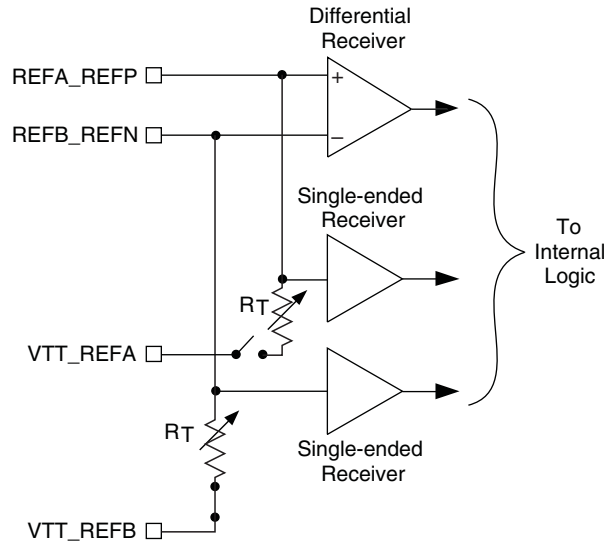 Differential
Receiver
REFA_REFP
+
REFB_REFN
−
Single-ended
Receiver
To
Internal
Logic
RT
VTT_REFA
RT
Single-ended
Receiver
VTT_REFB